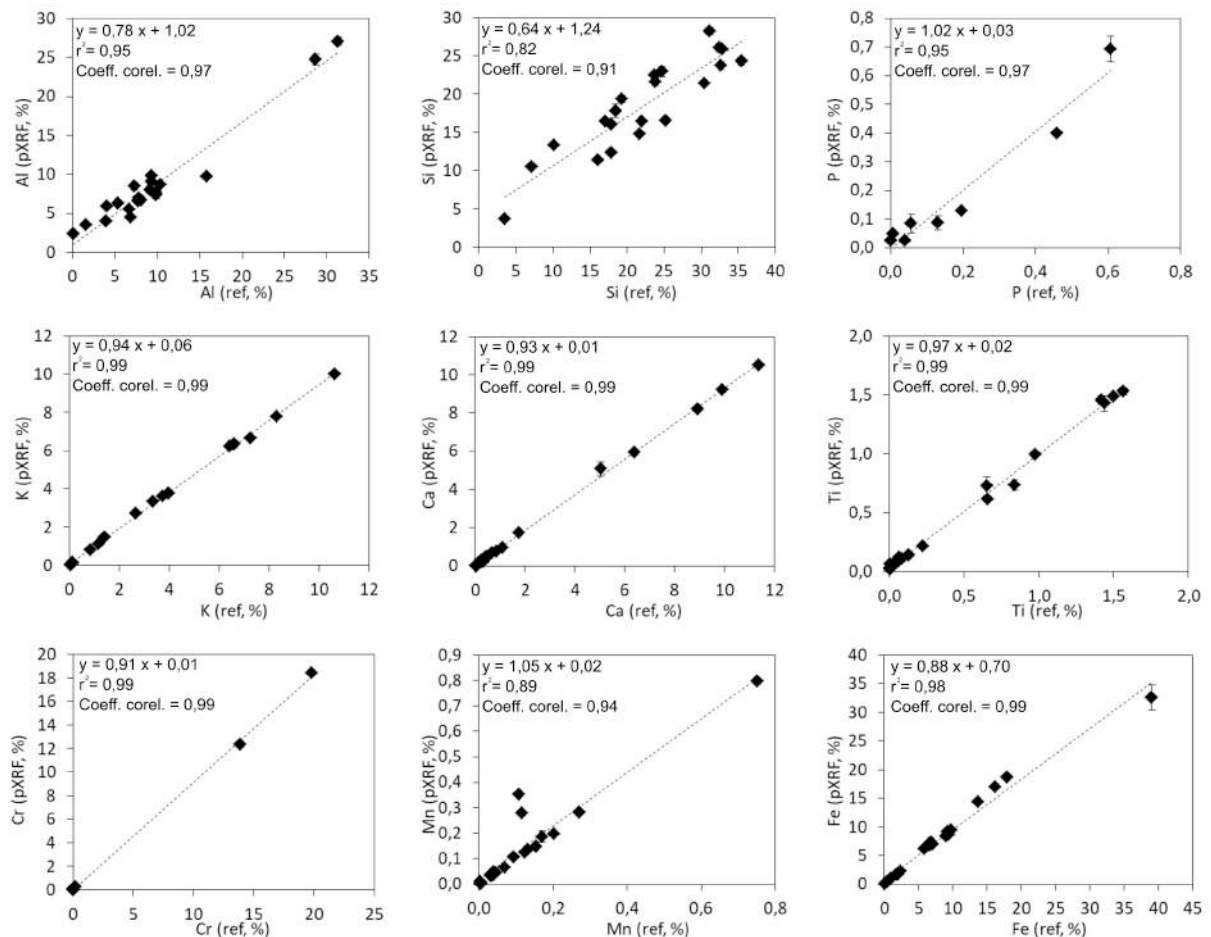 y = 0,78 x + 1,02
r²= 0,95
Coeff. corel. = 0,97
Al (pXRF, %)
30
25
20
15
10
5
0
0 5 10 15 20 25 30 35
Al (ref, %)
y = 0,64 x + 1,24
r²= 0,82
Coeff. corel. = 0,91
Si (pXRF, %)
30
25
20
15
10
5
0
0 5 10 15 20 25 30 35 40
Si (ref, %)
y = 1,02 x + 0,03
r²= 0,95
Coeff. corel. = 0,97
P (pXRF, %)
0,8
0,7
0,6
0,5
0,4
0,3
0,2
0,1
0,0
0,0 0,2 0,4 0,6 0,8
P (ref, %)
y = 0,94 x + 0,06
r²= 0,99
Coeff. corel. = 0,99
K (pXRF, %)
12
10
8
6
4
2
0
0 2 4 6 8 10 12
K (ref, %)
y = 0,93 x + 0,01
r²= 0,99
Coeff. corel. = 0,99
Ca (pXRF, %)
12
10
8
6
4
2
0
0 2 4 6 8 10 12
Ca (ref, %)
y = 0,97 x + 0,02
r²= 0,99
Coeff. corel. = 0,99
Ti (pXRF, %)
2,0
1,5
1,0
0,5
0,0
0,0 0,5 1,0 1,5 2,0
Ti (ref, %)
y = 0,91 x + 0,01
r²= 0,99
Coeff. corel. = 0,99
Cr (pXRF, %)
20
18
16
14
12
10
8
6
4
2
0
0 5 10 15 20 25
Cr (ref, %)
y = 1,05 x + 0,02
r²= 0,89
Coeff. corel. = 0,94
Mn (pXRF, %)
0,9
0,8
0,7
0,6
0,5
0,4
0,3
0,2
0,1
0,0
0,0 0,2 0,4 0,6 0,8
Mn (ref, %)
y = 0,88 x + 0,70
r²= 0,98
Coeff. corel. = 0,99
Fe (pXRF, %)
40
35
30
25
20
15
10
5
0
0 5 10 15 20 25 30 35 40 45
Fe (ref, %)